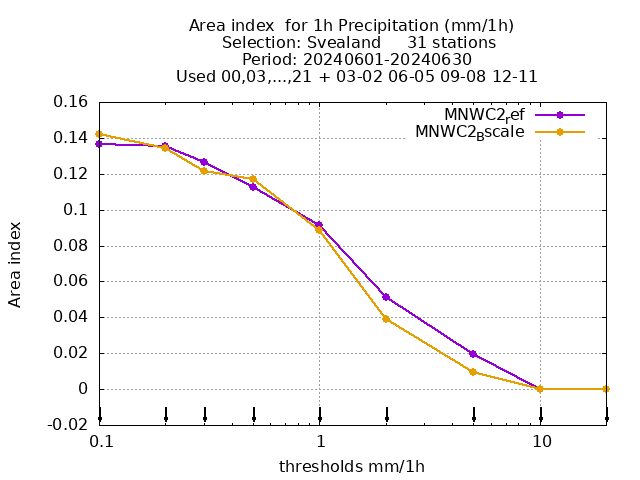 Area index  for 1h Precipitation (mm/1h)
Selection: Svealand     31 stations
Period: 20240601-20240630
Used 00,03,...,21 + 03-02 06-05 09-08 12-11
MNWC2_ref
MNWC2_Bscale
0.16
0.14
0.12
0.1
0.08
0.06
0.04
0.02
0
-0.02
Area index
0.1
1
10
thresholds mm/1h